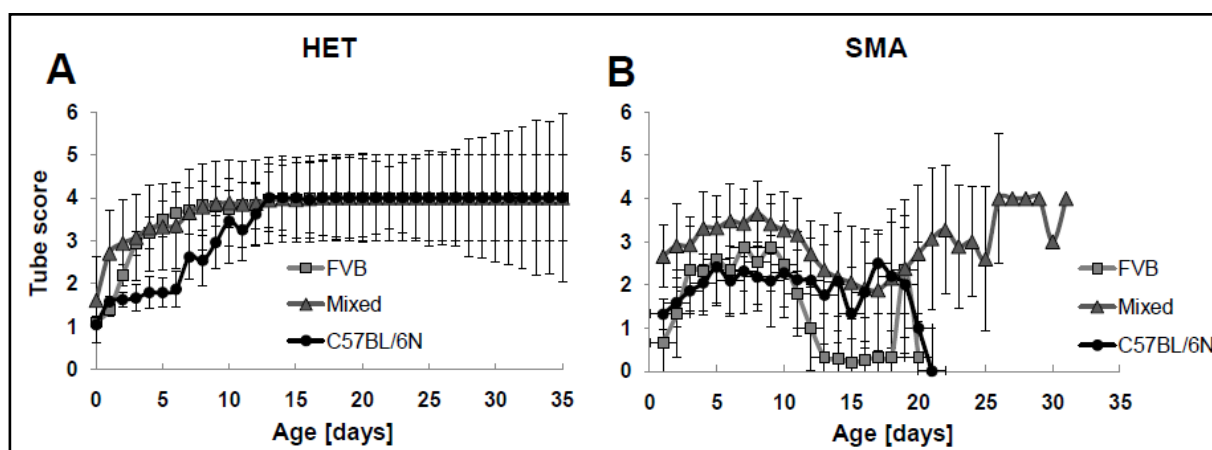 HET
SMA
A
B
Tube score
6
5
4
3
2
1
0
FVB
Mixed
C57BL/6N
0 5 10 15 20 25 30 35
Age [days]
6
5
4
3
2
1
0
FVB
Mixed
C57BL/6N
0 5 10 15 20 25 30 35
Age [days]